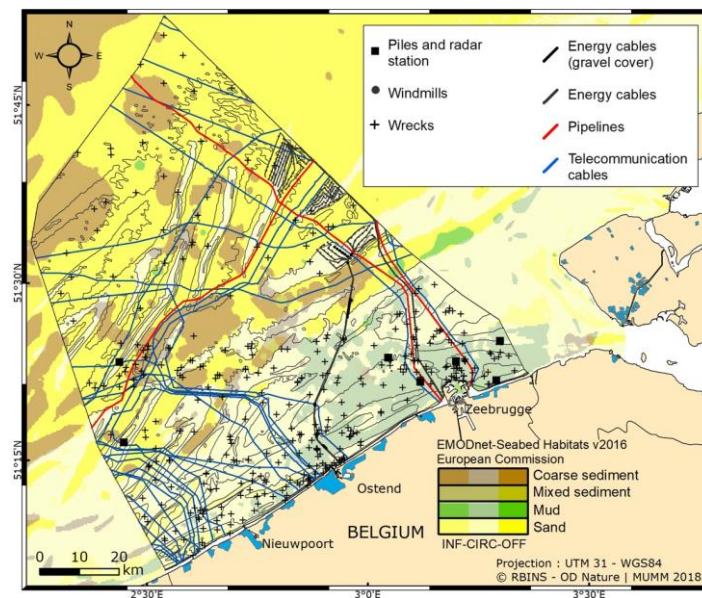 N
W
E
S
Piles and radar
station
Windmills
Wrecks
Energy cables
(gravel cover)
Energy cables
Pipelines
Telecommunication
cables
51°45'N
51°30'N
51°15'N
Zeebrugge
Ostend
Nieuwpoort
BELGIUM
EMODnet-Seabed Habitats v2016
European Commission
Coarse sediment
Mixed sediment
Mud
Sand
INF-CIRC-OFF
Projection : UTM 31 - WGS84
© RBINS - OD Nature | MUMM 2018
0 10 20
km
2°30'E
3°0'E
3°30'E